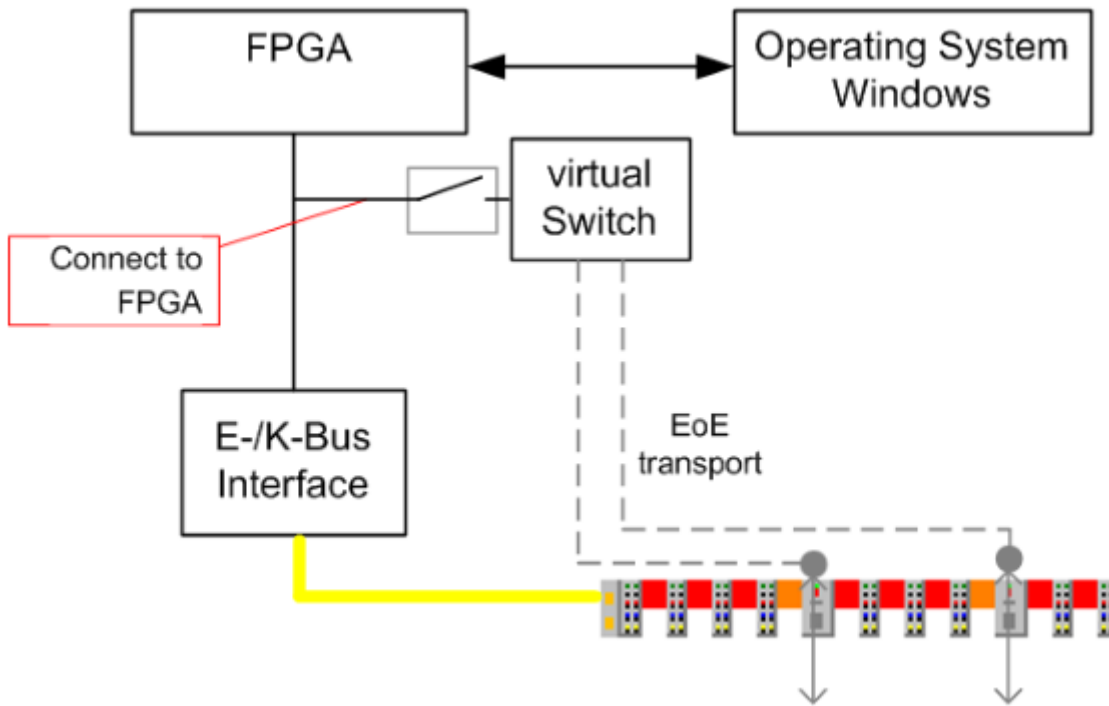 FPGA
Operating System
Windows
virtual
Switch
Connect to
FPGA
E-/K-Bus
Interface
EoE
transport